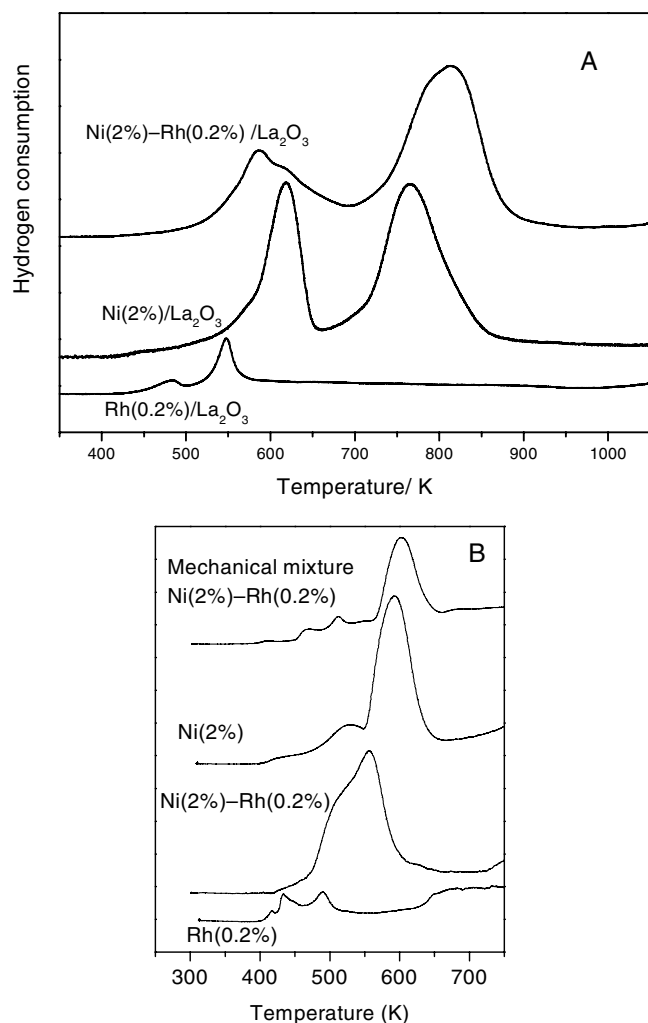 A
Hydrogen consumption
Ni(2%)–Rh(0.2%) /La₂O₃
Ni(2%)/La₂O₃
Rh(0.2%)/La₂O₃
400 500 600 700 800 900 1000
Temperature/ K
B
Mechanical mixture
Ni(2%)–Rh(0.2%)
Ni(2%)
Ni(2%)–Rh(0.2%)
Rh(0.2%)
300 400 500 600 700
Temperature (K)